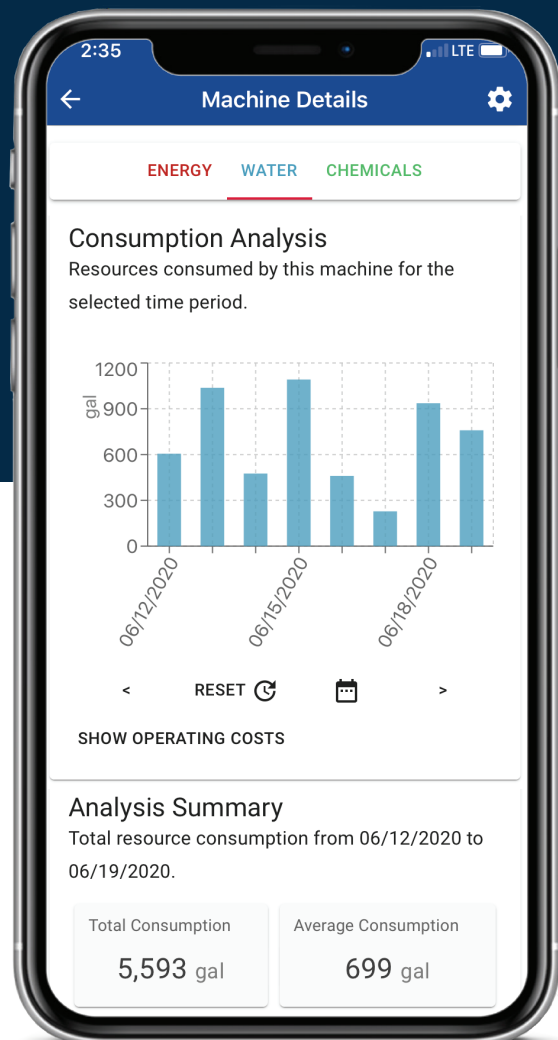 2:35 LTE
Machine Details
ENERGY WATER CHEMICALS
Consumption Analysis
Resources consumed by this machine for the
selected time period.
1200
gal
900
600
300
0
06/12/2020 06/15/2020 06/18/2020
< RESET >
SHOW OPERATING COSTS
Analysis Summary
Total resource consumption from 06/12/2020 to
06/19/2020.
Total Consumption Average Consumption
5,593 gal 699 gal